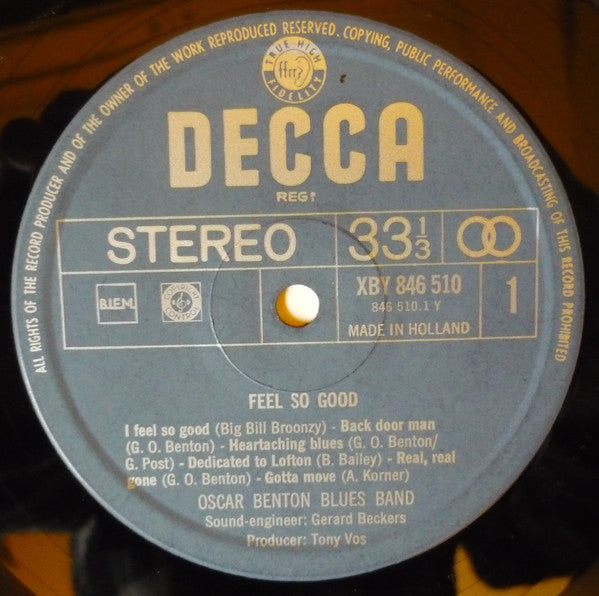 ALL RIGHTS OF THE RECORD PRODUCER AND OF THE OWNER OF THE WORK REPRODUCED RESERVED. COPYING, PUBLIC PERFORMANCE AND BROADCASTING OF THIS RECORD PROHIBITED
TRUE HIGH
ffrr
FIDELITY
DECCA
REGD
STEREO
33 1/3
XBY 846 510
846 510.1 Y
1
B.I.E.M.
MADE IN HOLLAND
FEEL SO GOOD
I feel so good (Big Bill Broonzy) - Back door man
(G. O. Benton) - Heartaching blues (G. O. Benton/
G. Post) - Dedicated to Lofton (B. Bailey) - Real, real
gone (G. O. Benton) - Gotta move (A. Korner)
OSCAR BENTON BLUES BAND
Sound-engineer: Gerard Beckers
Producer: Tony Vos